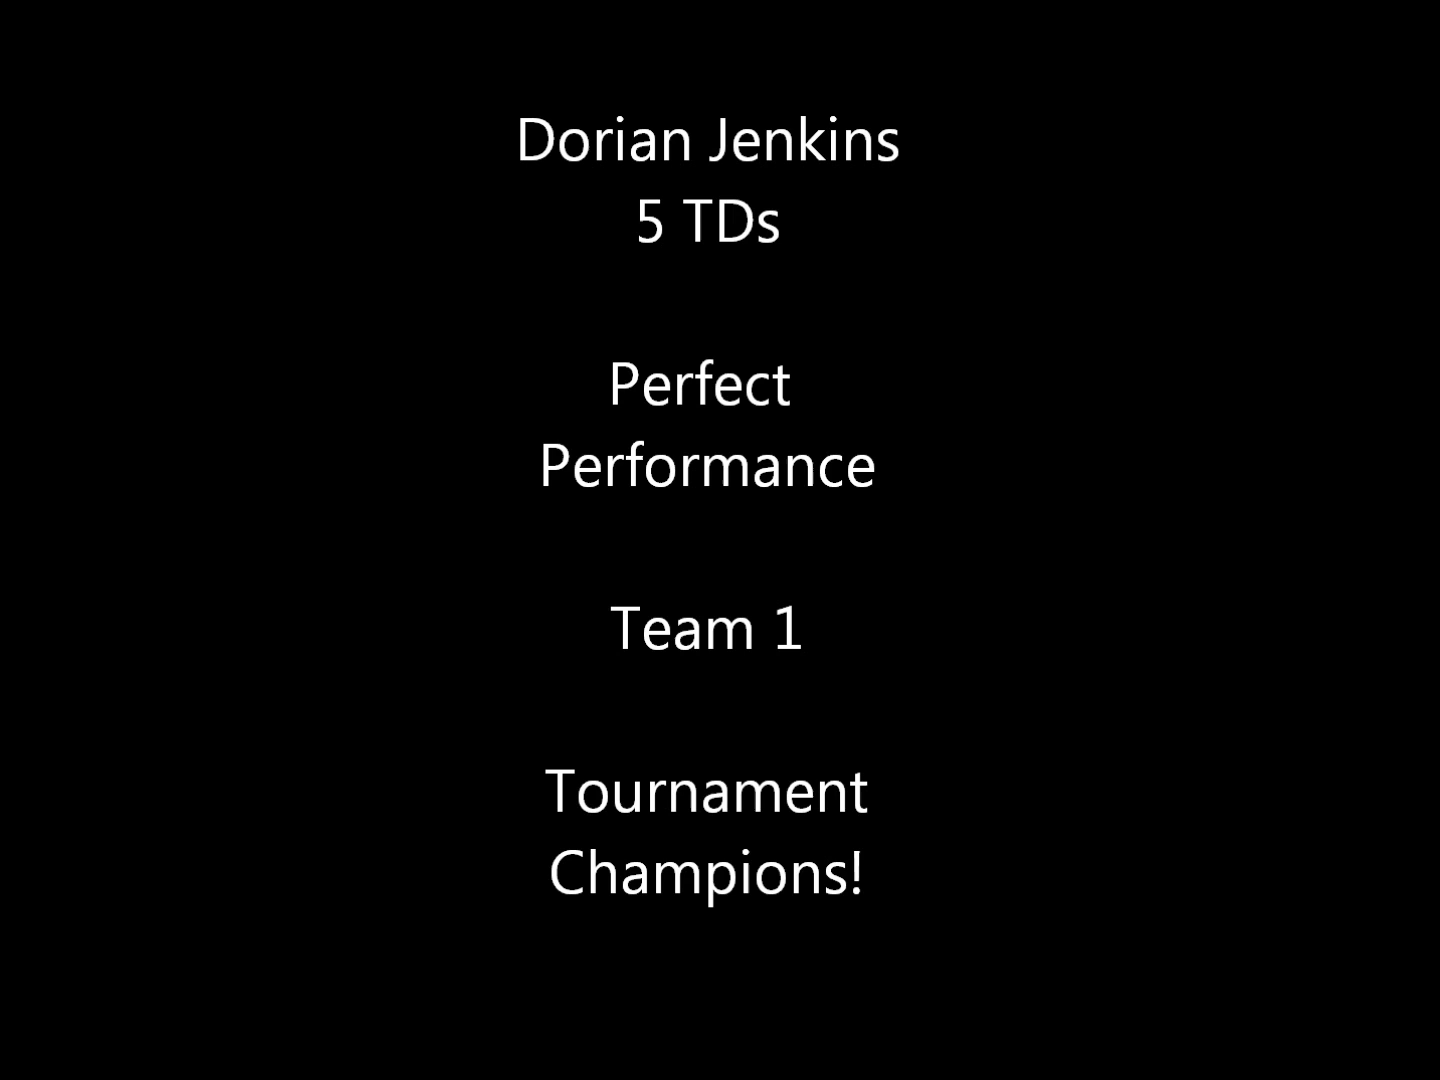 Dorian Jenkins
5 TDs
Perfect
Performance
Team 1
Tournament
Champions!